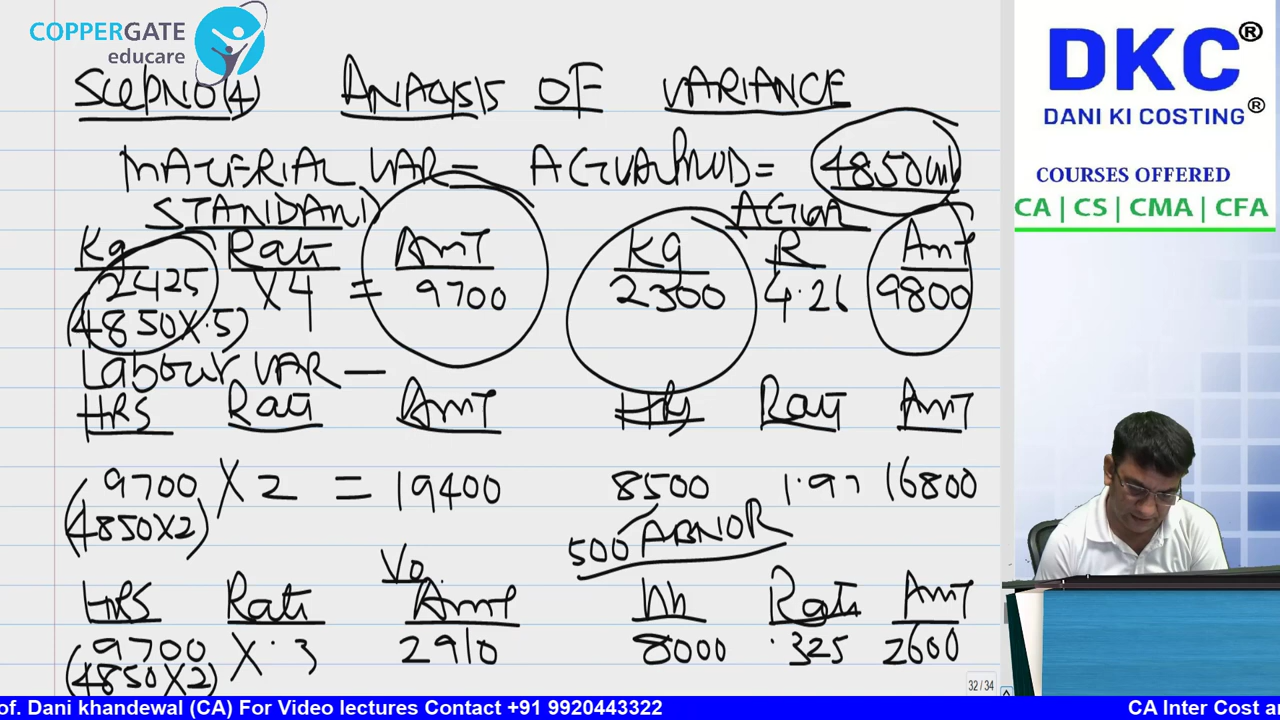 COPPERGATE
educare
DKC®
DANI KI COSTING®
COURSES OFFERED
CA | CS | CMA | CFA
ANALYSIS OF VARIANCE
MATERIAL VAR = ACTUAL PROD = 4850
STANDARD ACTUAL
Kg Rate AMT Kg R AMT
2425 X 4 = 9700 2300 4.26 9800
(4850X.5)
Labour VAR —
HRS Rate AMT HRS Rate AMT
9700 X 2 = 19400 8500 1.97 16800
(4850X2)
500 ABNOR
Vo.
HRS Rate AMT Hh Rate AMT
9700 X .3 2910 8000 .325 2600
(4850X2)
32 / 34
of. Dani khandewal (CA) For Video lectures Contact +91 9920443322 CA Inter Cost an